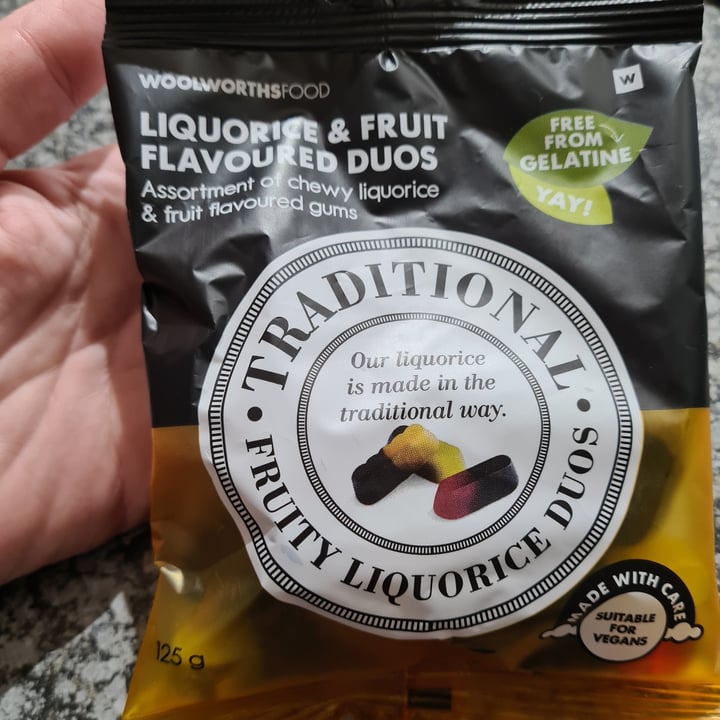 WOOLWORTHSFOOD
W
LIQUORICE & FRUIT
FLAVOURED DUOS
Assortment of chewy liquorice
& fruit flavoured gums
FREE
FROM
GELATINE
YAY!
TRADITIONAL
Our liquorice
is made in the
traditional way.
• FRUITY LIQUORICE DUOS •
MADE WITH CARE
SUITABLE
FOR
VEGANS
125 g